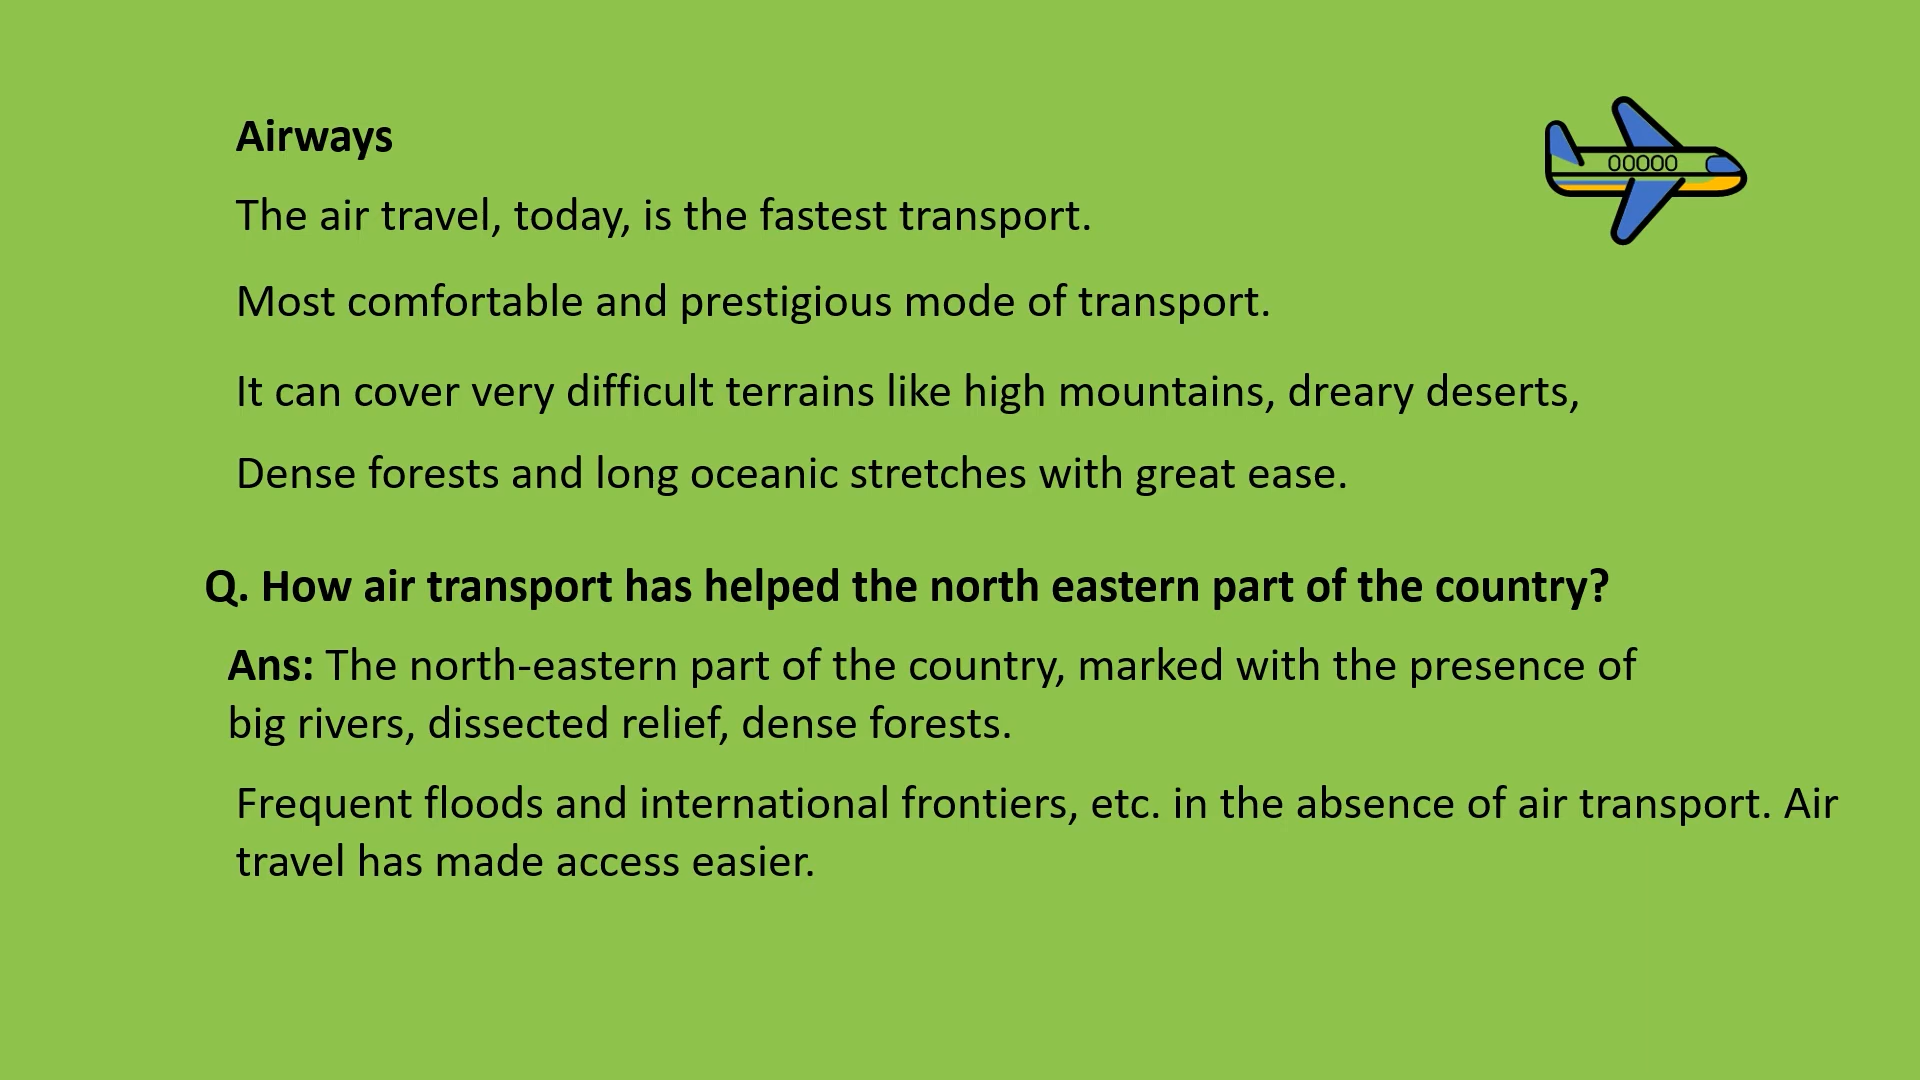 Airways
The air travel, today, is the fastest transport.
Most comfortable and prestigious mode of transport.
It can cover very difficult terrains like high mountains, dreary deserts,
Dense forests and long oceanic stretches with great ease.
Q. How air transport has helped the north eastern part of the country?
Ans: The north-eastern part of the country, marked with the presence of
big rivers, dissected relief, dense forests.
Frequent floods and international frontiers, etc. in the absence of air transport. Air
travel has made access easier.